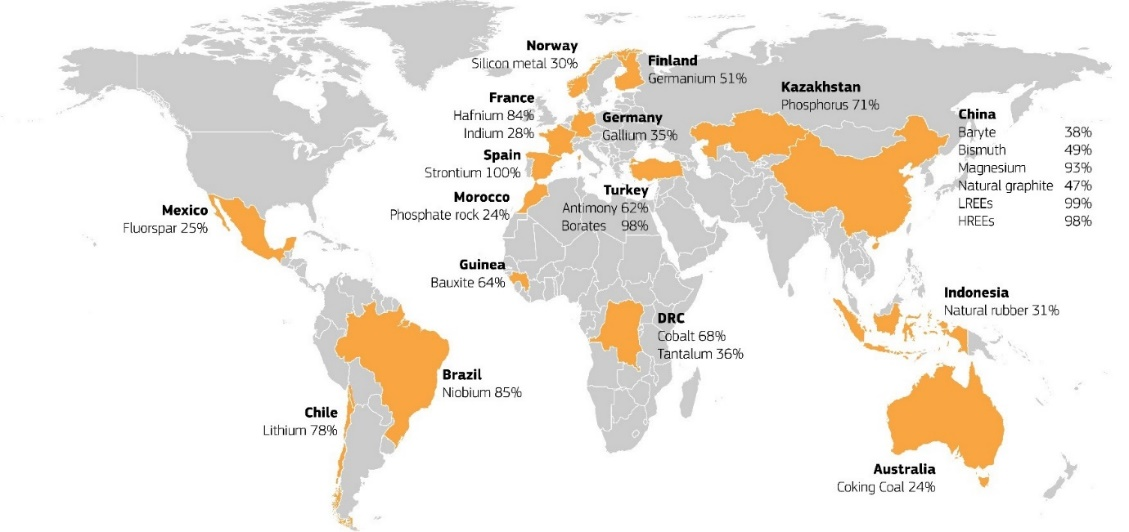 Norway
Silicon metal 30%
Finland
Germanium 51%
Kazakhstan
Phosphorus 71%
France
Hafnium 84%
Indium 28%
Germany
Gallium 35%
China
Baryte 38%
Bismuth 49%
Magnesium 93%
Natural graphite 47%
LREEs 99%
HREEs 98%
Spain
Strontium 100%
Morocco
Phosphate rock 24%
Turkey
Antimony 62%
Borates 98%
Mexico
Fluorspar 25%
Guinea
Bauxite 64%
Indonesia
Natural rubber 31%
DRC
Cobalt 68%
Tantalum 36%
Brazil
Niobium 85%
Chile
Lithium 78%
Australia
Coking Coal 24%